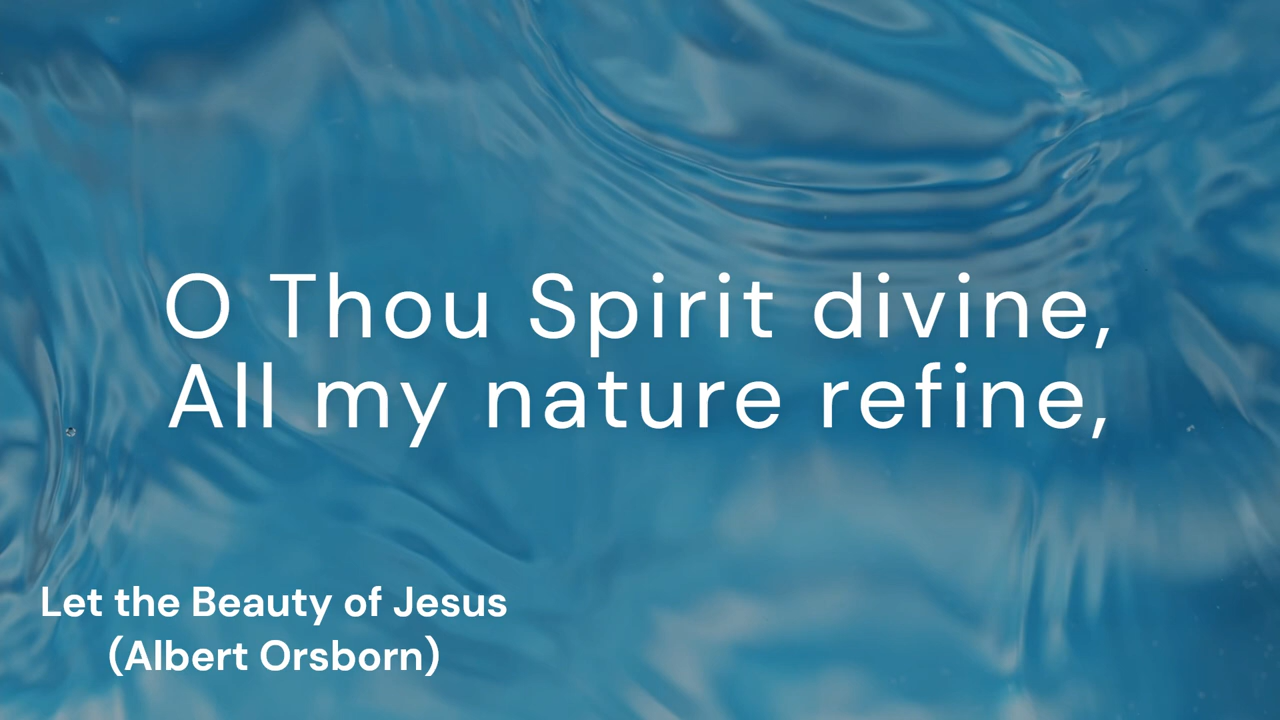 O Thou Spirit divine,
All my nature refine,
Let the Beauty of Jesus
(Albert Orsborn)